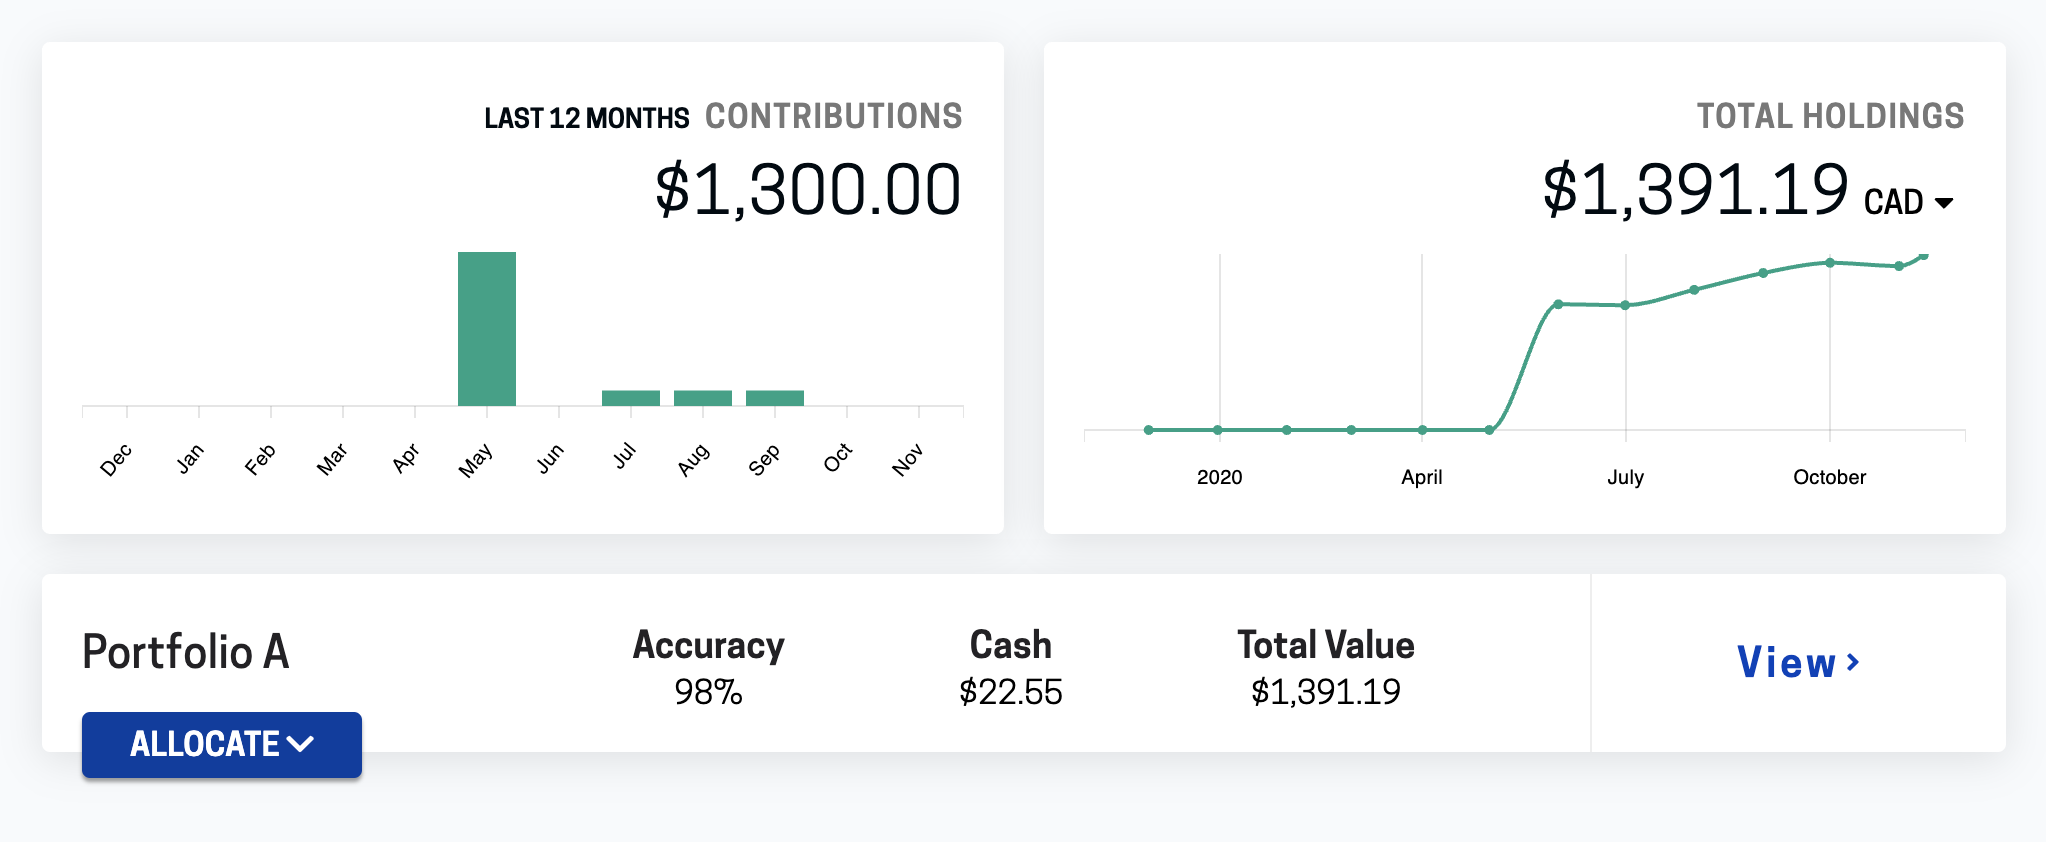 LAST 12 MONTHS CONTRIBUTIONS
$1,300.00
Dec Jan Feb Mar Apr May Jun Jul Aug Sep Oct Nov
TOTAL HOLDINGS
$1,391.19 CAD
2020 April July October
Portfolio A
ALLOCATE
Accuracy
98%
Cash
$22.55
Total Value
$1,391.19
View